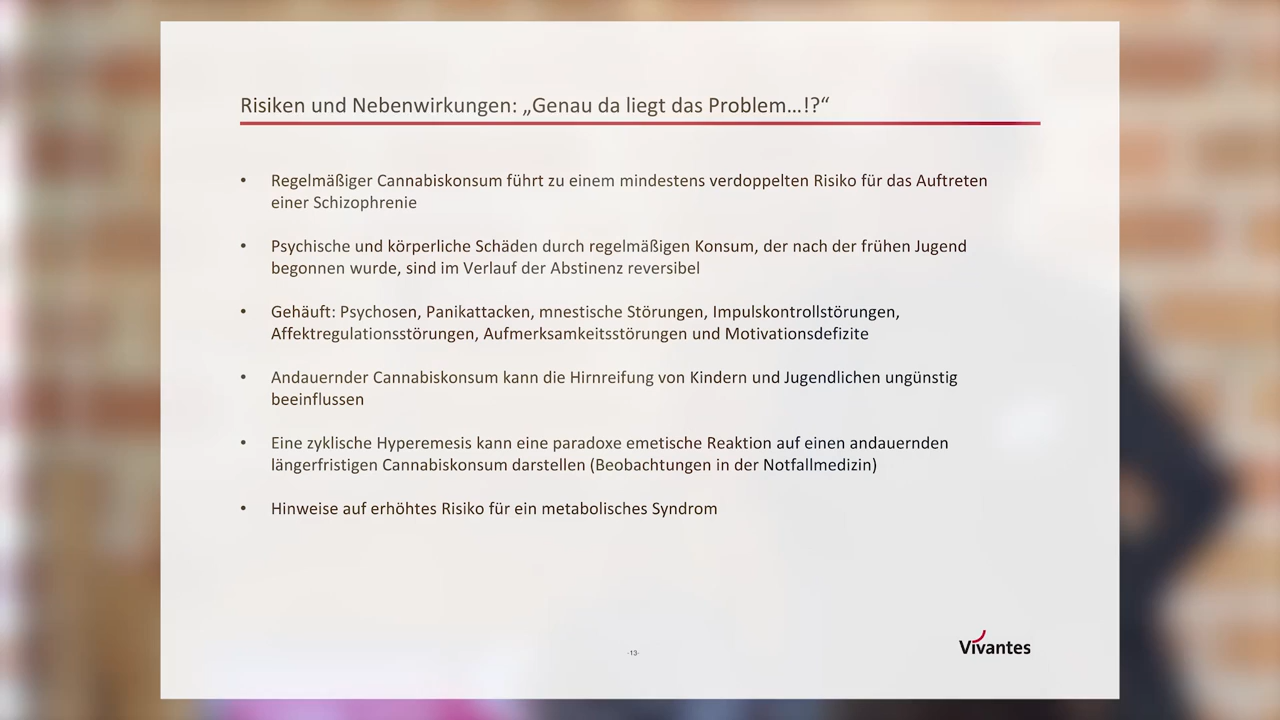 Risiken und Nebenwirkungen: „Genau da liegt das Problem…!?“
• Regelmäßiger Cannabiskonsum führt zu einem mindestens verdoppelten Risiko für das Auftreten
einer Schizophrenie
• Psychische und körperliche Schäden durch regelmäßigen Konsum, der nach der frühen Jugend
begonnen wurde, sind im Verlauf der Abstinenz reversibel
• Gehäuft: Psychosen, Panikattacken, mnestische Störungen, Impulskontrollstörungen,
Affektregulationsstörungen, Aufmerksamkeitsstörungen und Motivationsdefizite
• Andauernder Cannabiskonsum kann die Hirnreifung von Kindern und Jugendlichen ungünstig
beeinflussen
• Eine zyklische Hyperemesis kann eine paradoxe emetische Reaktion auf einen andauernden
längerfristigen Cannabiskonsum darstellen (Beobachtungen in der Notfallmedizin)
• Hinweise auf erhöhtes Risiko für ein metabolisches Syndrom
-13-
Vivantes